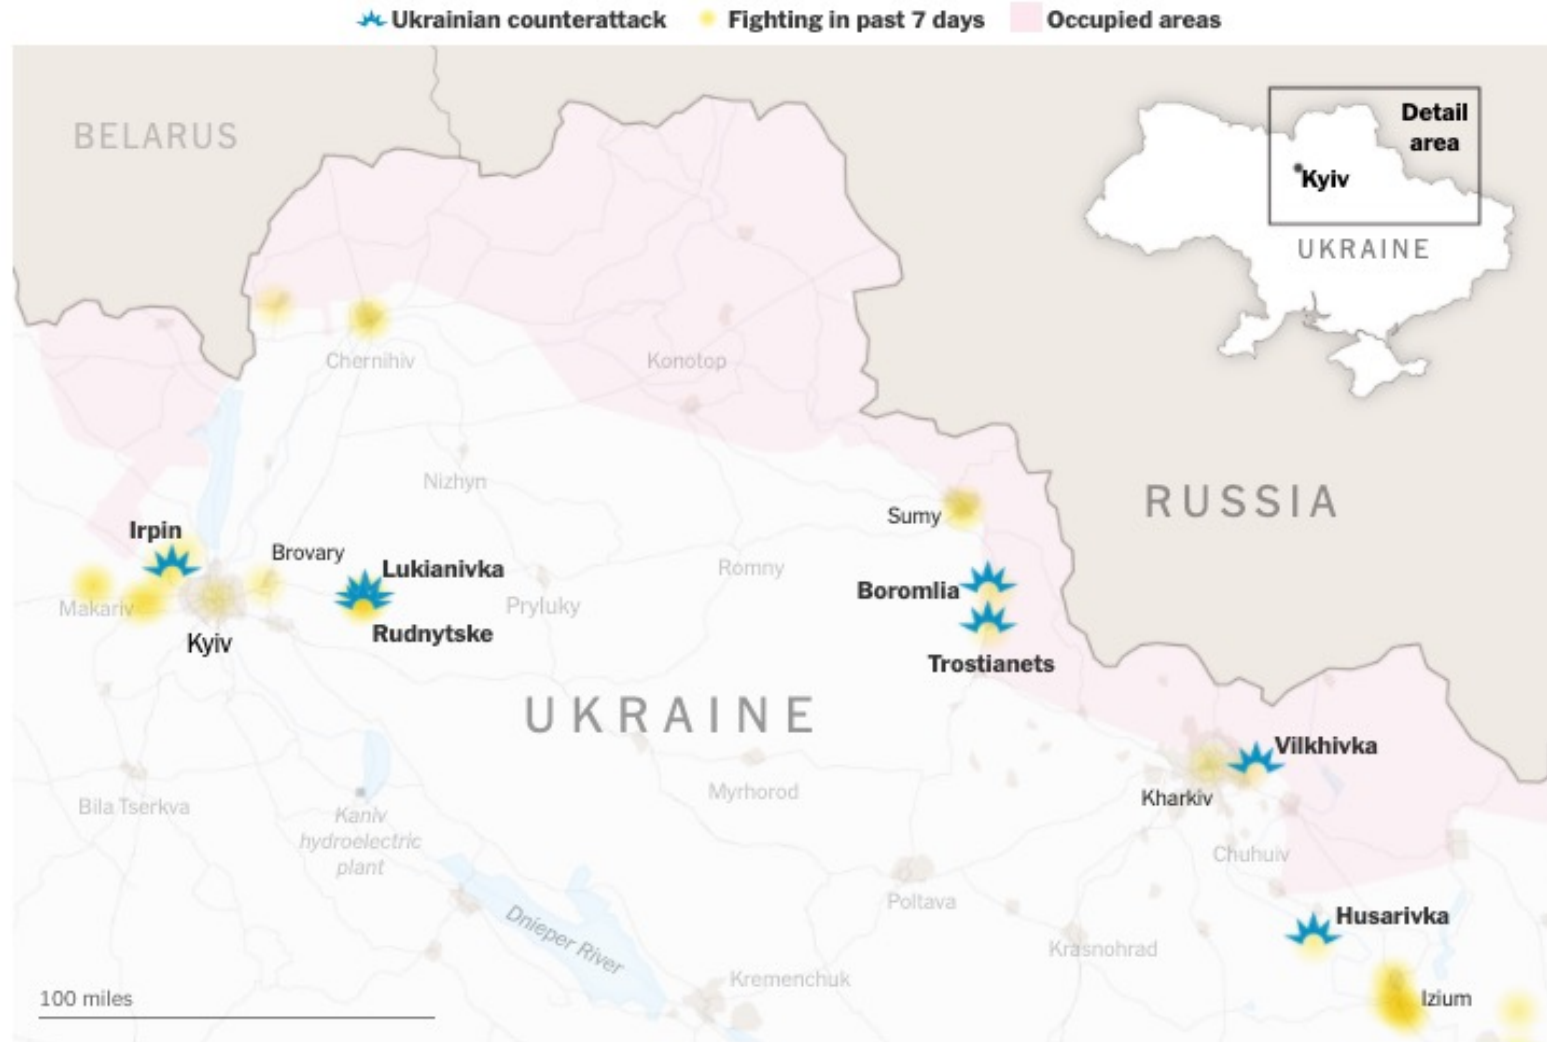 Ukrainian counterattack
Fighting in past 7 days
Occupied areas
BELARUS
Detail
area
Kyiv
UKRAINE
Chernihiv
Konotop
Nizhyn
RUSSIA
Irpin
Sumy
Brovary
Lukianivka
Romny
Boromlia
Makariv
Pryluky
Kyiv
Rudnytske
Trostianets
UKRAINE
Vilkhivka
Myrhorod
Kharkiv
Bila Tserkva
Kaniv
hydroelectric
plant
Chuhuiv
Poltava
Husarivka
Dnieper River
Krasnohrad
Kremenchuk
100 miles
Izium